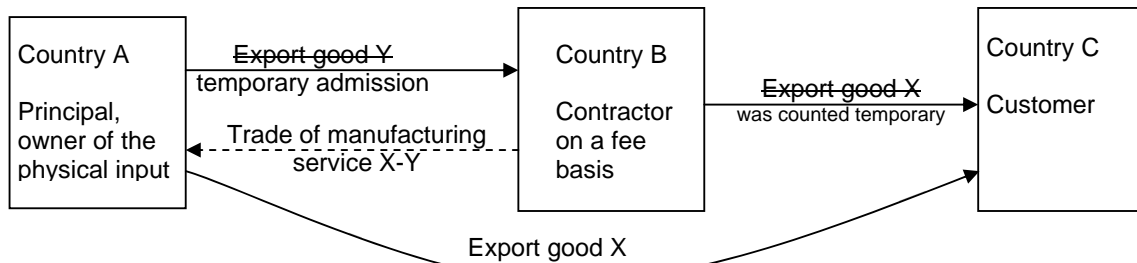 Country A
Principal,
owner of the
physical input
Export good Y
temporary admission
Trade of manufacturing
service X-Y
Country B
Contractor
on a fee
basis
Export good X
was counted temporary
Country C
Customer
Export good X